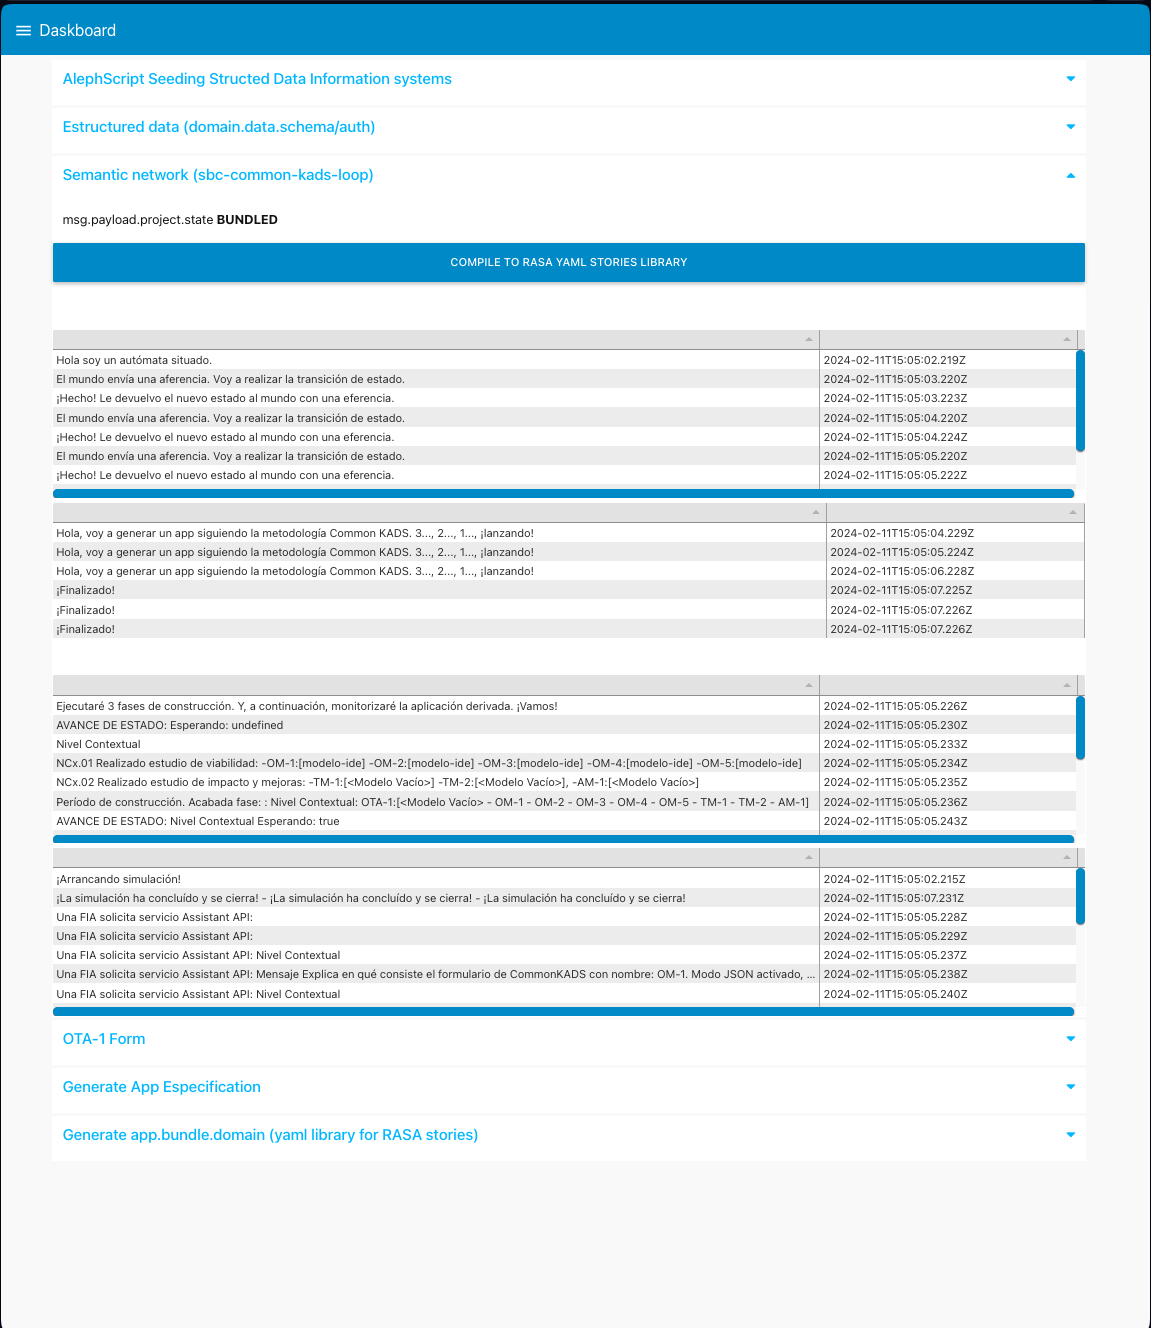 Daskboard
AlephScript Seeding Structed Data Information systems
Estructured data (domain.data.schema/auth)
Semantic network (sbc-common-kads-loop)
msg.payload.project.state BUNDLED
COMPILE TO RASA YAML STORIES LIBRARY
Hola soy un autómata situado. 2024-02-11T15:05:02.219Z
El mundo envía una aferencia. Voy a realizar la transición de estado. 2024-02-11T15:05:03.220Z
¡Hecho! Le devuelvo el nuevo estado al mundo con una eferencia. 2024-02-11T15:05:03.223Z
El mundo envía una aferencia. Voy a realizar la transición de estado. 2024-02-11T15:05:04.220Z
¡Hecho! Le devuelvo el nuevo estado al mundo con una eferencia. 2024-02-11T15:05:04.224Z
El mundo envía una aferencia. Voy a realizar la transición de estado. 2024-02-11T15:05:05.220Z
¡Hecho! Le devuelvo el nuevo estado al mundo con una eferencia. 2024-02-11T15:05:05.222Z
Hola, voy a generar un app siguiendo la metodología Common KADS. 3..., 2..., 1..., ¡lanzando! 2024-02-11T15:05:04.229Z
Hola, voy a generar un app siguiendo la metodología Common KADS. 3..., 2..., 1..., ¡lanzando! 2024-02-11T15:05:05.224Z
Hola, voy a generar un app siguiendo la metodología Common KADS. 3..., 2..., 1..., ¡lanzando! 2024-02-11T15:05:06.228Z
¡Finalizado! 2024-02-11T15:05:07.225Z
¡Finalizado! 2024-02-11T15:05:07.226Z
¡Finalizado! 2024-02-11T15:05:07.226Z
Ejecutaré 3 fases de construcción. Y, a continuación, monitorizaré la aplicación derivada. ¡Vamos! 2024-02-11T15:05:05.226Z
AVANCE DE ESTADO: Esperando: undefined 2024-02-11T15:05:05.230Z
Nivel Contextual 2024-02-11T15:05:05.233Z
NCx.01 Realizado estudio de viabilidad: -OM-1:[modelo-ide] -OM-2:[modelo-ide] -OM-3:[modelo-ide] -OM-4:[modelo-ide] -OM-5:[modelo-ide] 2024-02-11T15:05:05.234Z
NCx.02 Realizado estudio de impacto y mejoras: -TM-1:[<Modelo Vacío>] -TM-2:[<Modelo Vacío>], -AM-1:[<Modelo Vacío>] 2024-02-11T15:05:05.235Z
Período de construcción. Acabada fase: : Nivel Contextual: OTA-1:[<Modelo Vacío> - OM-1 - OM-2 - OM-3 - OM-4 - OM-5 - TM-1 - TM-2 - AM-1] 2024-02-11T15:05:05.236Z
AVANCE DE ESTADO: Nivel Contextual Esperando: true 2024-02-11T15:05:05.243Z
¡Arrancando simulación! 2024-02-11T15:05:02.215Z
¡La simulación ha concluído y se cierra! - ¡La simulación ha concluído y se cierra! - ¡La simulación ha concluído y se cierra! 2024-02-11T15:05:07.231Z
Una FIA solicita servicio Assistant API: 2024-02-11T15:05:05.228Z
Una FIA solicita servicio Assistant API: 2024-02-11T15:05:05.229Z
Una FIA solicita servicio Assistant API: Nivel Contextual 2024-02-11T15:05:05.237Z
Una FIA solicita servicio Assistant API: Mensaje Explica en qué consiste el formulario de CommonKADS con nombre: OM-1. Modo JSON activado, ... 2024-02-11T15:05:05.238Z
Una FIA solicita servicio Assistant API: Nivel Contextual 2024-02-11T15:05:05.240Z
OTA-1 Form
Generate App Especification
Generate app.bundle.domain (yaml library for RASA stories)